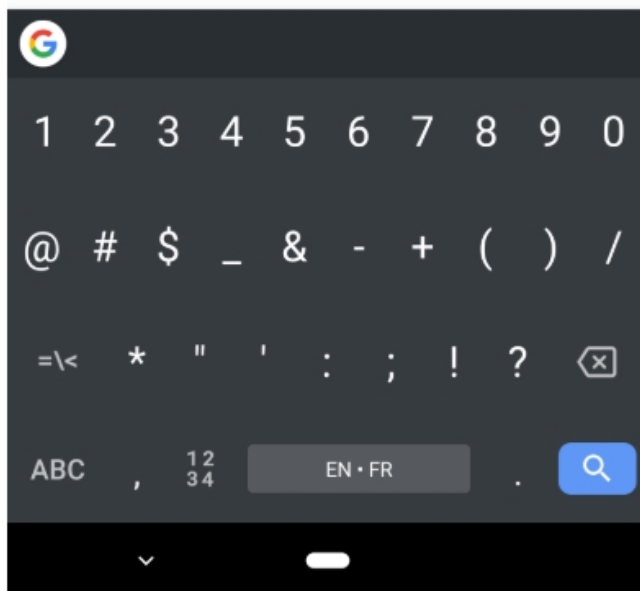 G
1 2 3 4 5 6 7 8 9 0
@ # $ _ & - + ( ) /
=\< * " ' : ; ! ?
ABC , 12 34 EN • FR .